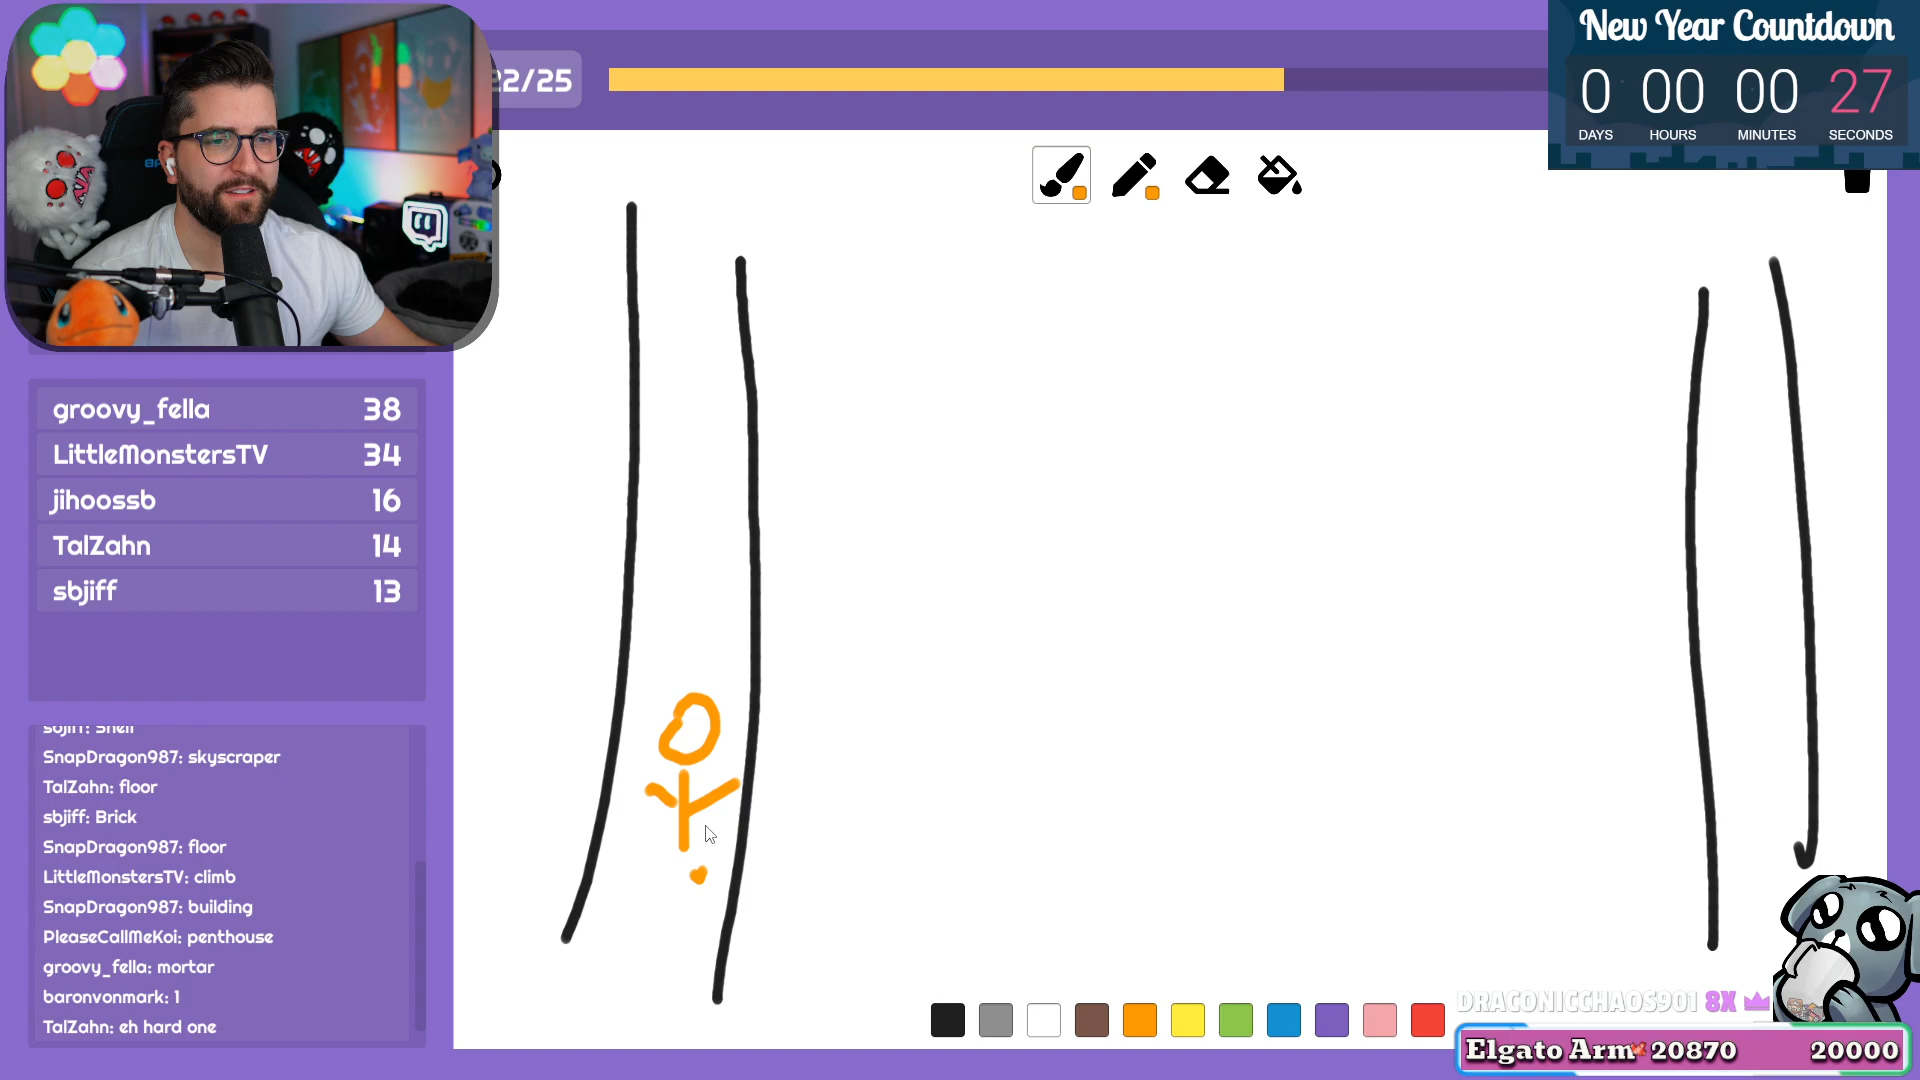 22/25
New Year Countdown
0 00 00 27
DAYS HOURS MINUTES SECONDS
groovy_fella 38
LittleMonstersTV 34
jihoossb 16
TalZahn 14
sbjiff 13
sbjiff: Shell
SnapDragon987: skyscraper
TalZahn: floor
sbjiff: Brick
SnapDragon987: floor
LittleMonstersTV: climb
SnapDragon987: building
PleaseCallMeKoi: penthouse
groovy_fella: mortar
baronvonmark: 1
TalZahn: eh hard one
DRACONICCHAOS901 8X
Elgato Arm 20870 20000